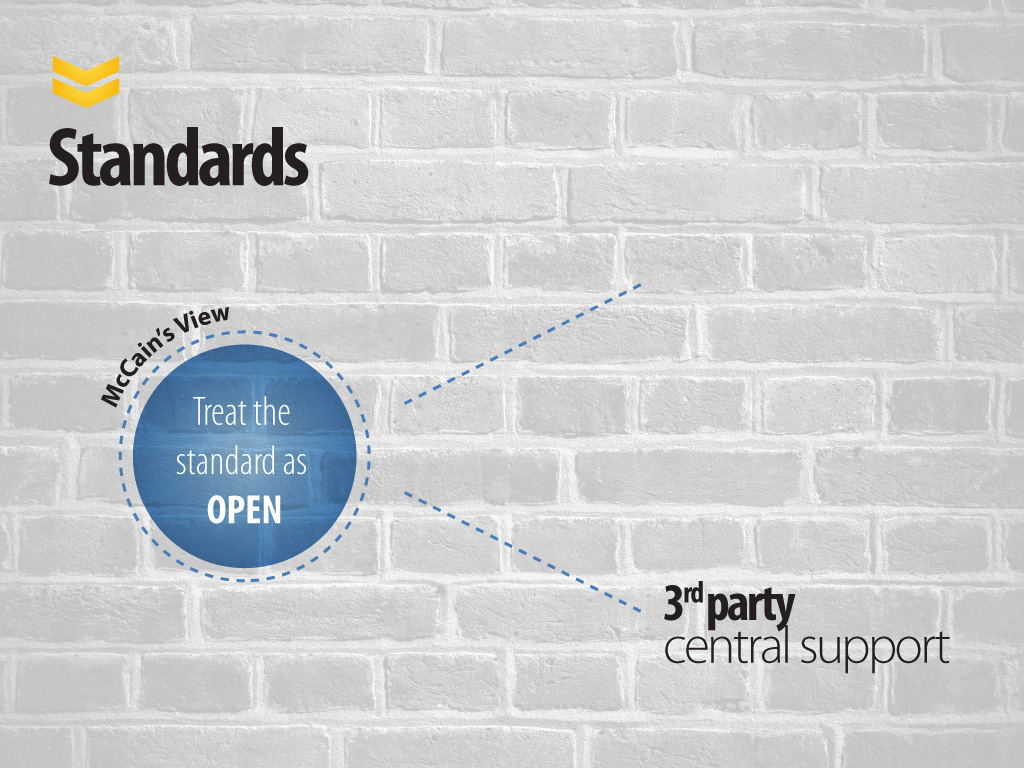 Standards
McCain's View
Treat the
standard as
OPEN
3rd party
central support